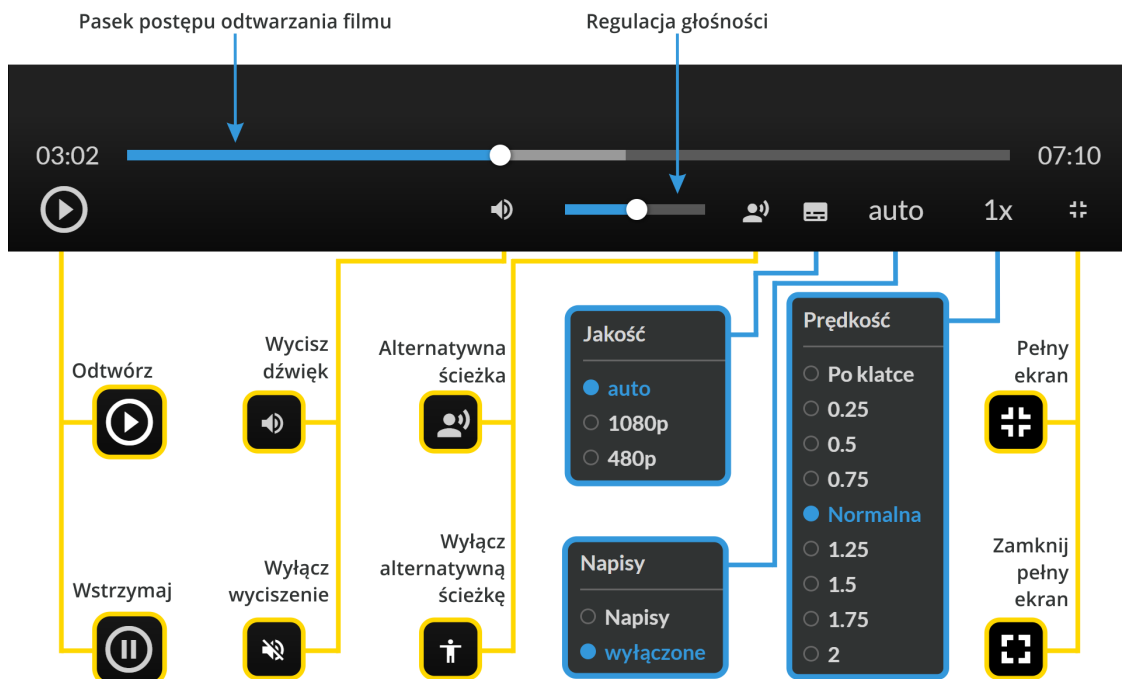 Pasek postępu odtwarzania filmu
Regulacja głośności
03:02
07:10
auto
1x
Odtwórz
Wstrzymaj
Wycisz
dźwięk
Wyłącz
wyciszenie
Alternatywna
ścieżka
Wyłącz
alternatywną
ścieżkę
Jakość
auto
1080p
480p
Napisy
Napisy
wyłączone
Prędkość
Po klatce
0.25
0.5
0.75
Normalna
1.25
1.5
1.75
2
Pełny
ekran
Zamknij
pełny
ekran